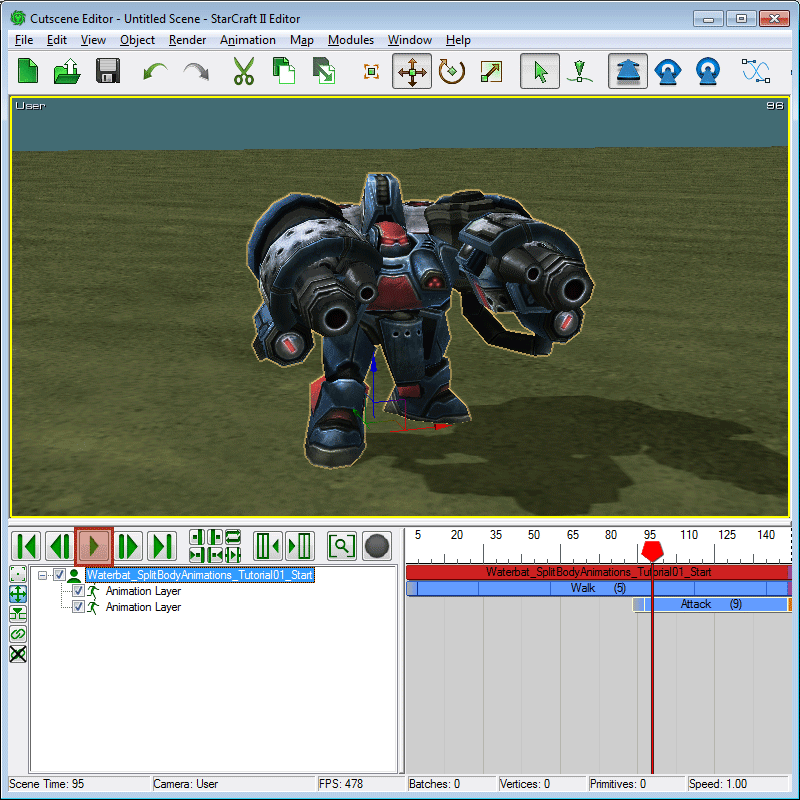 Cutscene Editor - Untitled Scene - StarCraft II Editor
File Edit View Object Render Animation Map Modules Window Help
User 96
5 20 35 50 65 80 95 110 125 140
Waterbat_SplitBodyAnimations_Tutorial01_Start
Waterbat_SplitBodyAnimations_Tutorial01_Start
Animation Layer
Walk (5)
Animation Layer
Attack (9)
Scene Time: 95 Camera: User FPS: 478 Batches: 0 Vertices: 0 Primitives: 0 Speed: 1.00